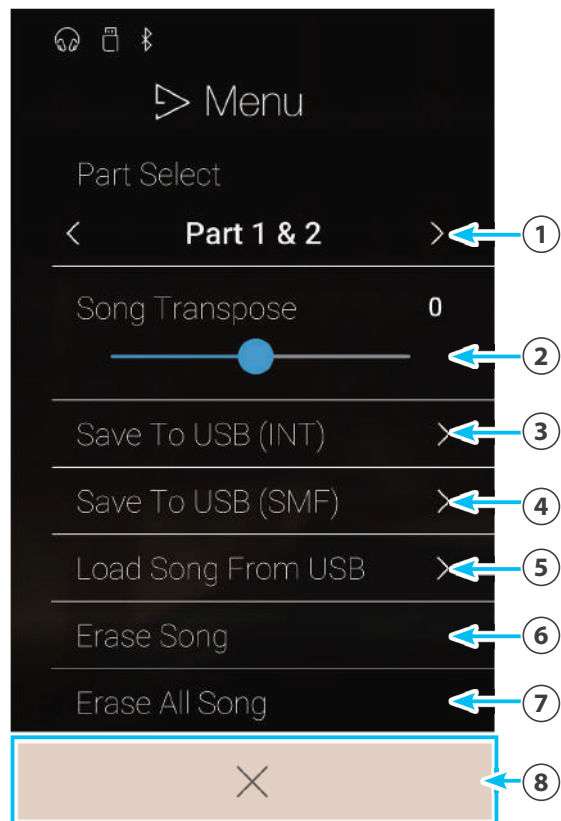 Menu
Part Select
Part 1 & 2
1
Song Transpose 0
2
Save To USB (INT)
3
Save To USB (SMF)
4
Load Song From USB
5
Erase Song
6
Erase All Song
7
8